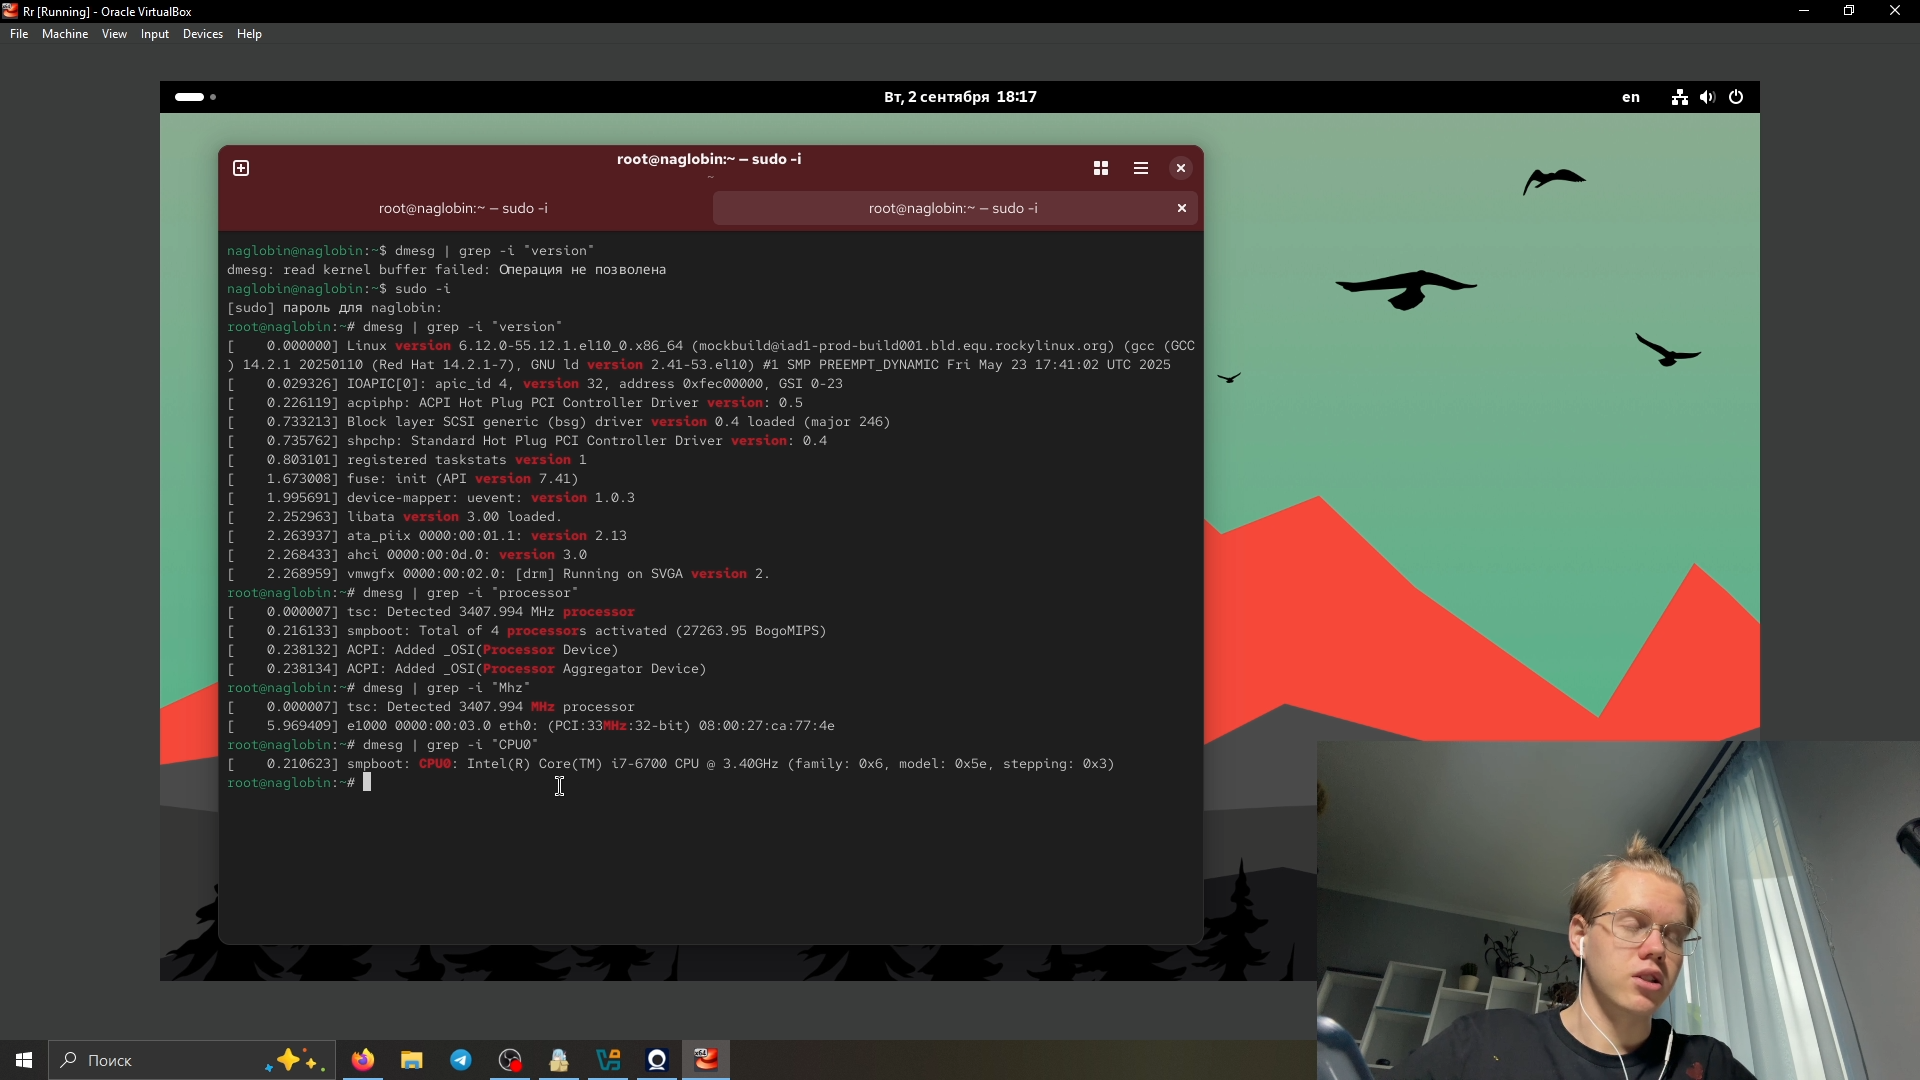 Rr [Running] - Oracle VirtualBox
File Machine View Input Devices Help
Вт, 2 сентября 18:17
en
root@naglobin:~ — sudo -i
~
root@naglobin:~ — sudo -i
root@naglobin:~ — sudo -i
naglobin@naglobin:~$ dmesg | grep -i "version"
dmesg: read kernel buffer failed: Операция не позволена
naglobin@naglobin:~$ sudo -i
[sudo] пароль для naglobin:
root@naglobin:~# dmesg | grep -i "version"
[    0.000000] Linux version 6.12.0-55.12.1.el10_0.x86_64 (mockbuild@iad1-prod-build001.bld.equ.rockylinux.org) (gcc (GCC
) 14.2.1 20250110 (Red Hat 14.2.1-7), GNU ld version 2.41-53.el10) #1 SMP PREEMPT_DYNAMIC Fri May 23 17:41:02 UTC 2025
[    0.029326] IOAPIC[0]: apic_id 4, version 32, address 0xfec00000, GSI 0-23
[    0.226119] acpiphp: ACPI Hot Plug PCI Controller Driver version: 0.5
[    0.733213] Block layer SCSI generic (bsg) driver version 0.4 loaded (major 246)
[    0.735762] shpchp: Standard Hot Plug PCI Controller Driver version: 0.4
[    0.803101] registered taskstats version 1
[    1.673008] fuse: init (API version 7.41)
[    1.995691] device-mapper: uevent: version 1.0.3
[    2.252963] libata version 3.00 loaded.
[    2.263937] ata_piix 0000:00:01.1: version 2.13
[    2.268433] ahci 0000:00:0d.0: version 3.0
[    2.268959] vmwgfx 0000:00:02.0: [drm] Running on SVGA version 2.
root@naglobin:~# dmesg | grep -i "processor"
[    0.000007] tsc: Detected 3407.994 MHz processor
[    0.216133] smpboot: Total of 4 processors activated (27263.95 BogoMIPS)
[    0.238132] ACPI: Added _OSI(Processor Device)
[    0.238134] ACPI: Added _OSI(Processor Aggregator Device)
root@naglobin:~# dmesg | grep -i "Mhz"
[    0.000007] tsc: Detected 3407.994 MHz processor
[    5.969409] e1000 0000:00:03.0 eth0: (PCI:33MHz:32-bit) 08:00:27:ca:77:4e
root@naglobin:~# dmesg | grep -i "CPU0"
[    0.210623] smpboot: CPU0: Intel(R) Core(TM) i7-6700 CPU @ 3.40GHz (family: 0x6, model: 0x5e, stepping: 0x3)
root@naglobin:~#
Поиск